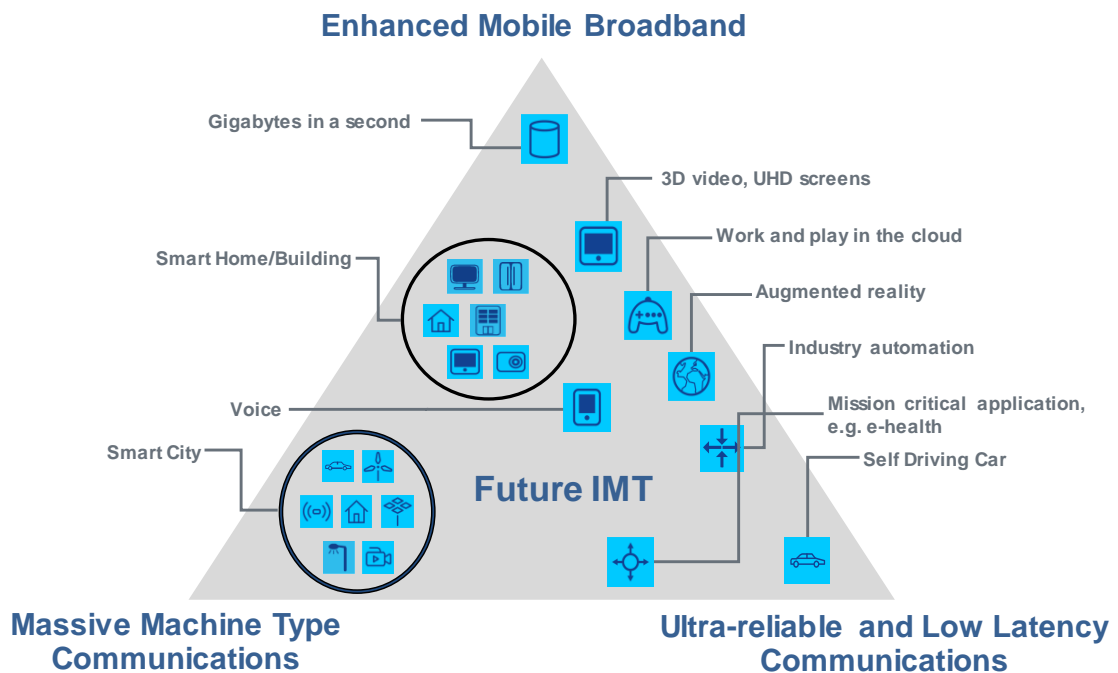 Enhanced Mobile Broadband
Gigabytes in a second
3D video, UHD screens
Work and play in the cloud
Smart Home/Building
Augmented reality
Industry automation
Voice
Mission critical application,
e.g. e-health
Smart City
Self Driving Car
Future IMT
Massive Machine Type
Communications
Ultra-reliable and Low Latency
Communications